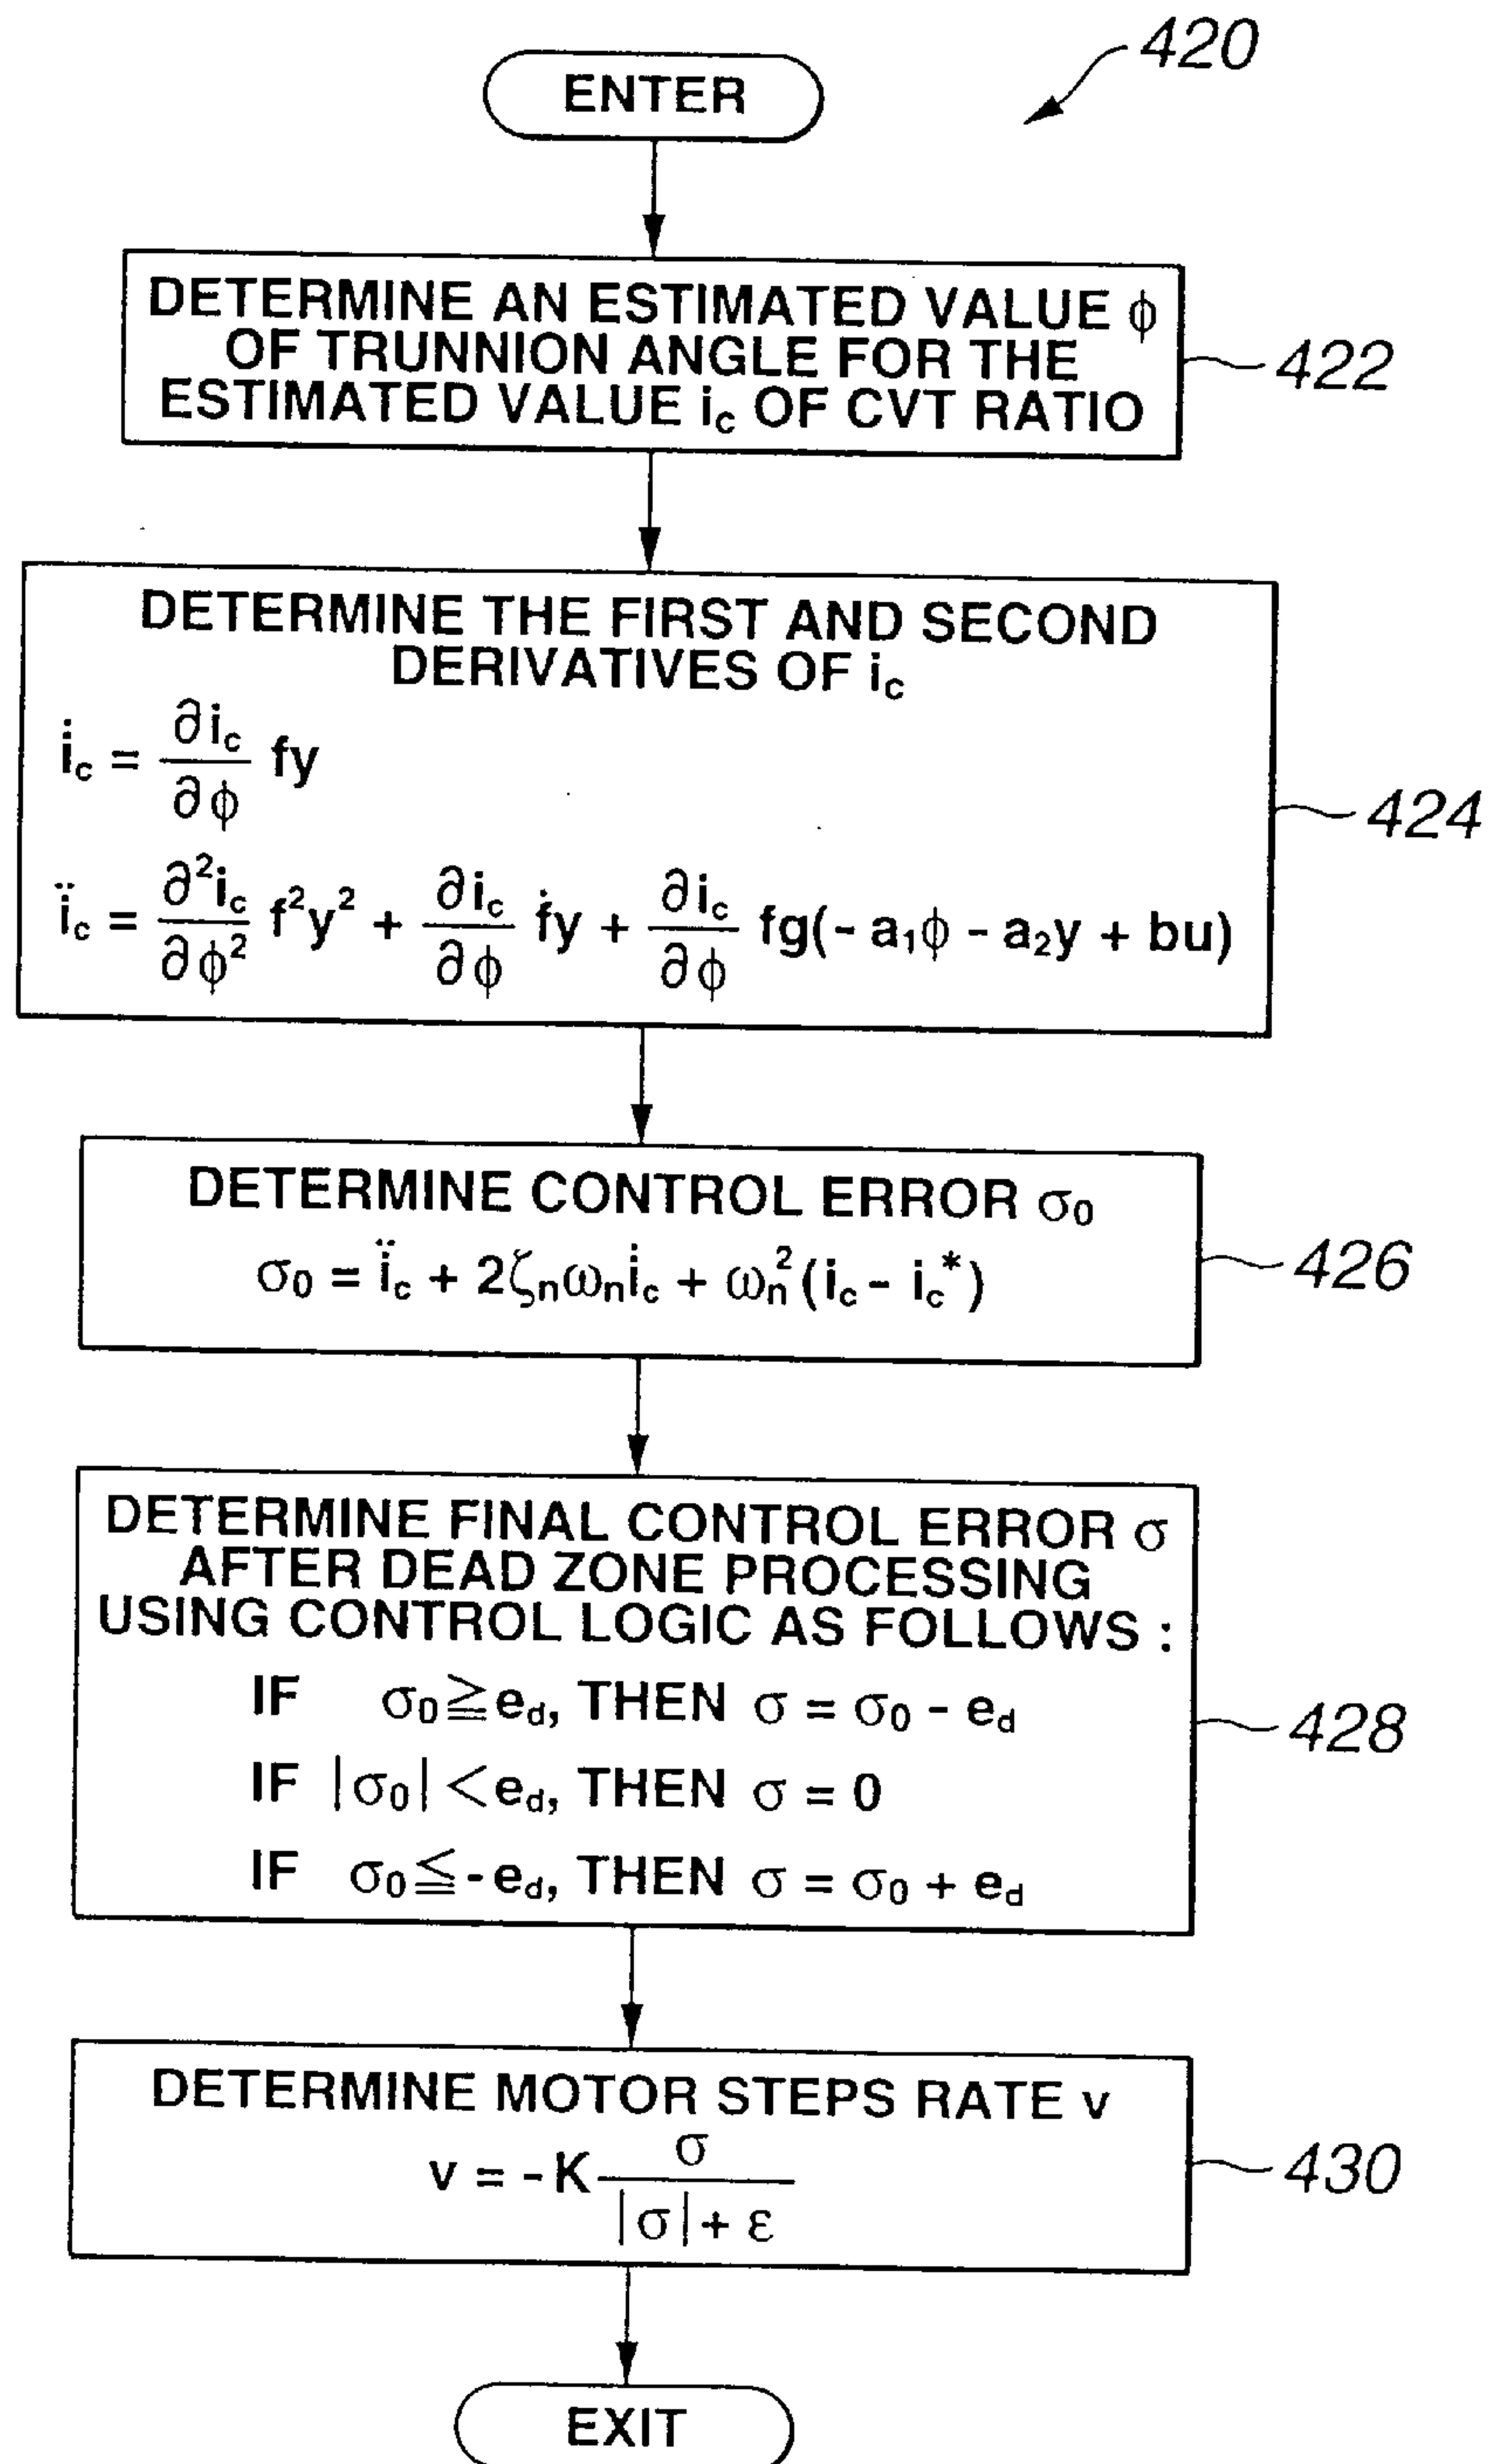 420
ENTER
DETERMINE AN ESTIMATED VALUE ϕ
OF TRUNNION ANGLE FOR THE
ESTIMATED VALUE i_c OF CVT RATIO
422
DETERMINE THE FIRST AND SECOND
DERIVATIVES OF i_c
i̇_c = ∂i_c/∂ϕ fy
ï_c = ∂²i_c/∂ϕ² f²y² + ∂i_c/∂ϕ ḟy + ∂i_c/∂ϕ fg(- a₁ϕ - a₂y + bu)
424
DETERMINE CONTROL ERROR σ₀
σ₀ = ï_c + 2ζₙωₙi̇_c + ωₙ²(i_c - i_c*)
426
DETERMINE FINAL CONTROL ERROR σ
AFTER DEAD ZONE PROCESSING
USING CONTROL LOGIC AS FOLLOWS :
IF σ₀≧e_d, THEN σ = σ₀ - e_d
IF |σ₀| <e_d, THEN σ = 0
IF σ₀≦-e_d, THEN σ = σ₀ + e_d
428
DETERMINE MOTOR STEPS RATE v
v = -K σ/(|σ|+ ε)
430
EXIT